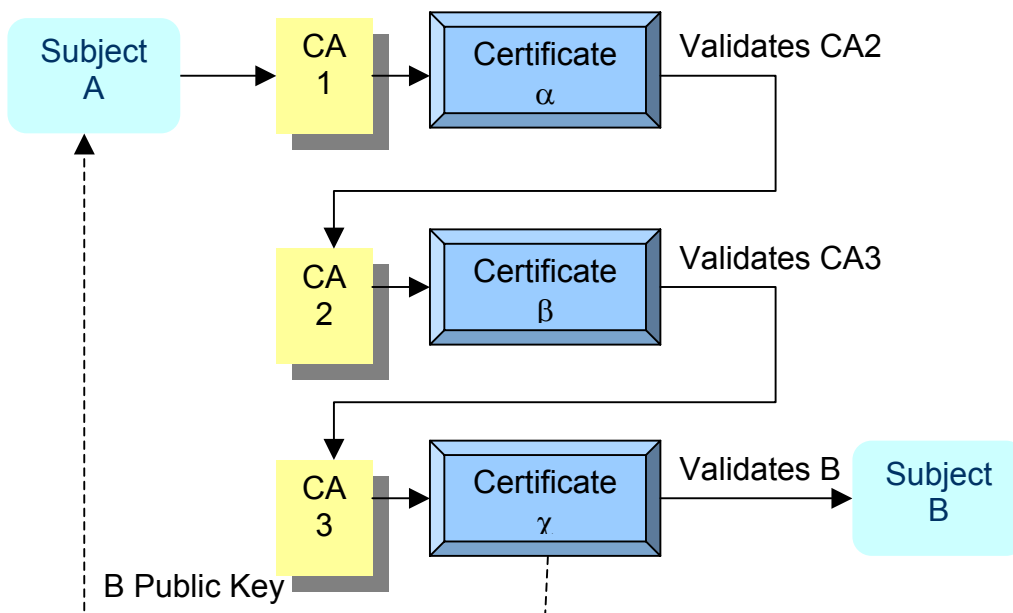 Subject
A
CA
1
Certificate
α
Validates CA2
CA
2
Certificate
β
Validates CA3
CA
3
Certificate
χ
Validates B
Subject
B
B Public Key